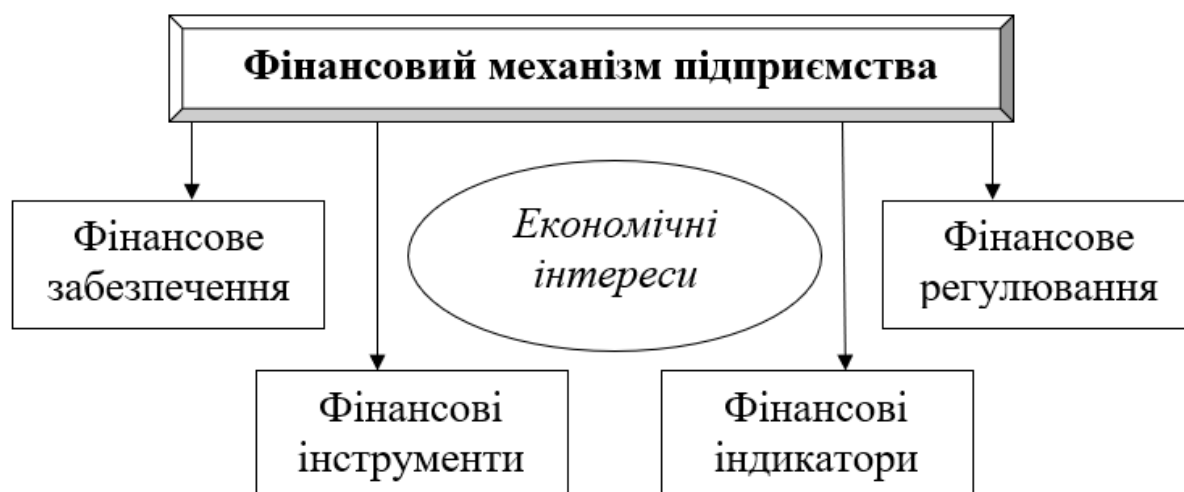 Фінансовий механізм підприємства
Економічні
інтереси
Фінансове
забезпечення
Фінансове
регулювання
Фінансові
інструменти
Фінансові
індикатори